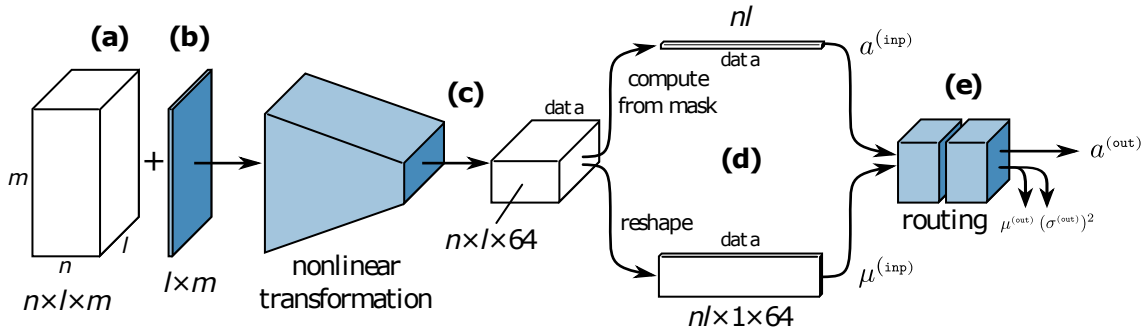 (a)
(b)
m
n
l
n×l×m
+
l×m
nonlinear
transformation
(c)
data
n×l×64
compute
from mask
reshape
nl
data
a^(inp)
(d)
data
nl×1×64
μ^(inp)
(e)
routing
a^(out)
μ^(out) (σ^(out))^2